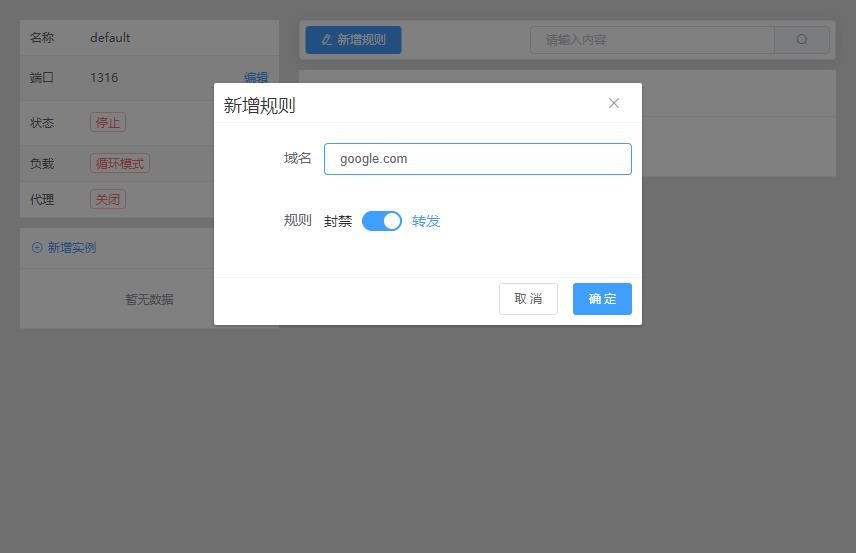 名称 default
端口 1316 编辑
状态 停止
负载 循环模式
代理 关闭
新增实例
暂无数据
新增规则
请输入内容
新增规则
域名 google.com
规则 封禁 转发
取 消 确 定